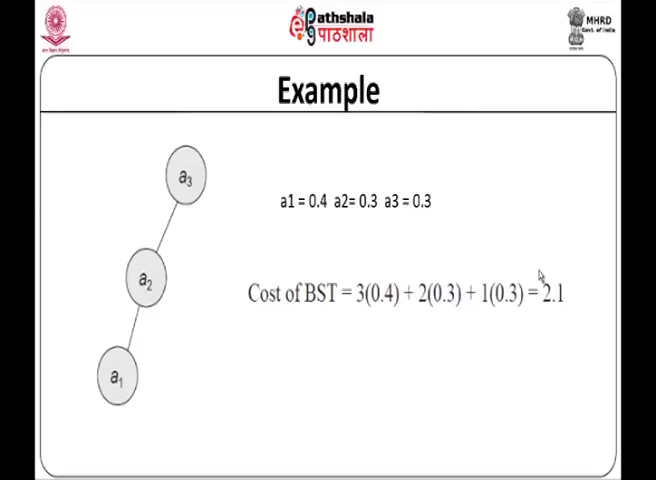 ePathshala
पाठशाला
MHRD
Govt. of India
Example
a3
a1 = 0.4 a2= 0.3 a3 = 0.3
a2
Cost of BST = 3(0.4) + 2(0.3) + 1(0.3) = 2.1
a1